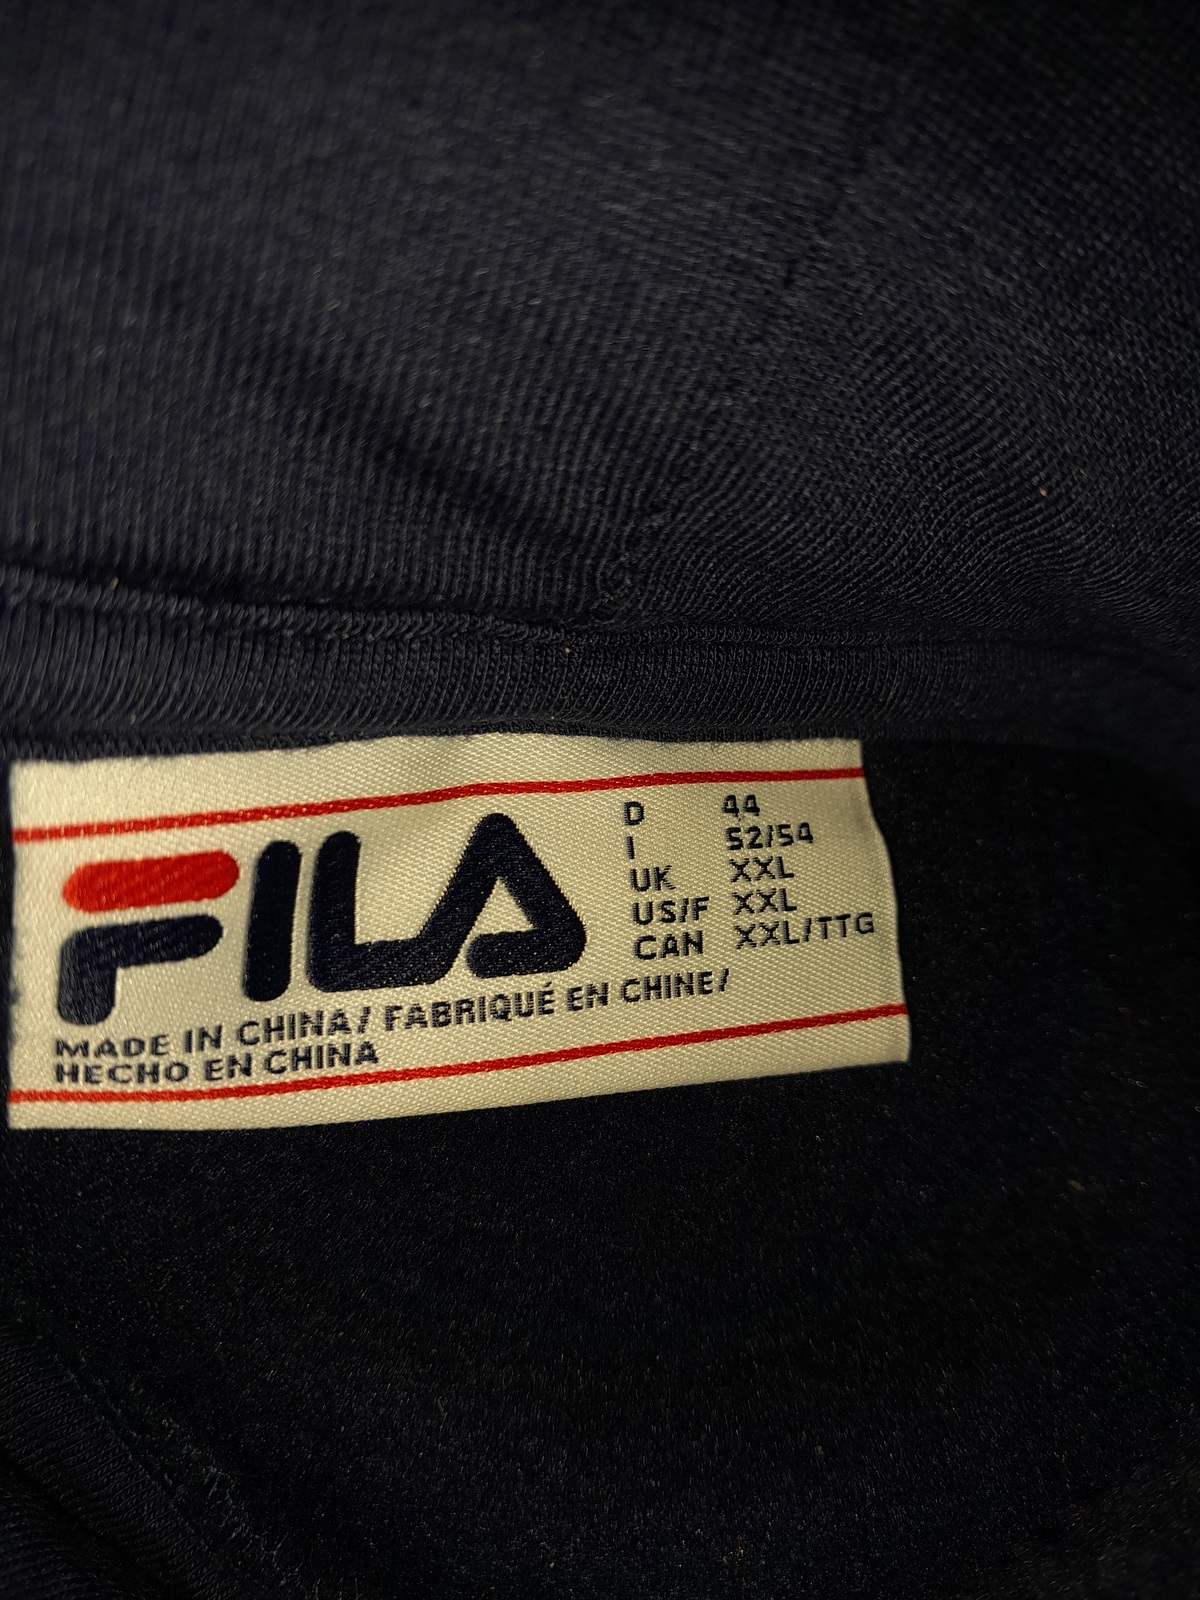 FILA
D 44
I 52/54
UK XXL
US/F XXL
CAN XXL/TTG
MADE IN CHINA/ FABRIQUÉ EN CHINE/
HECHO EN CHINA